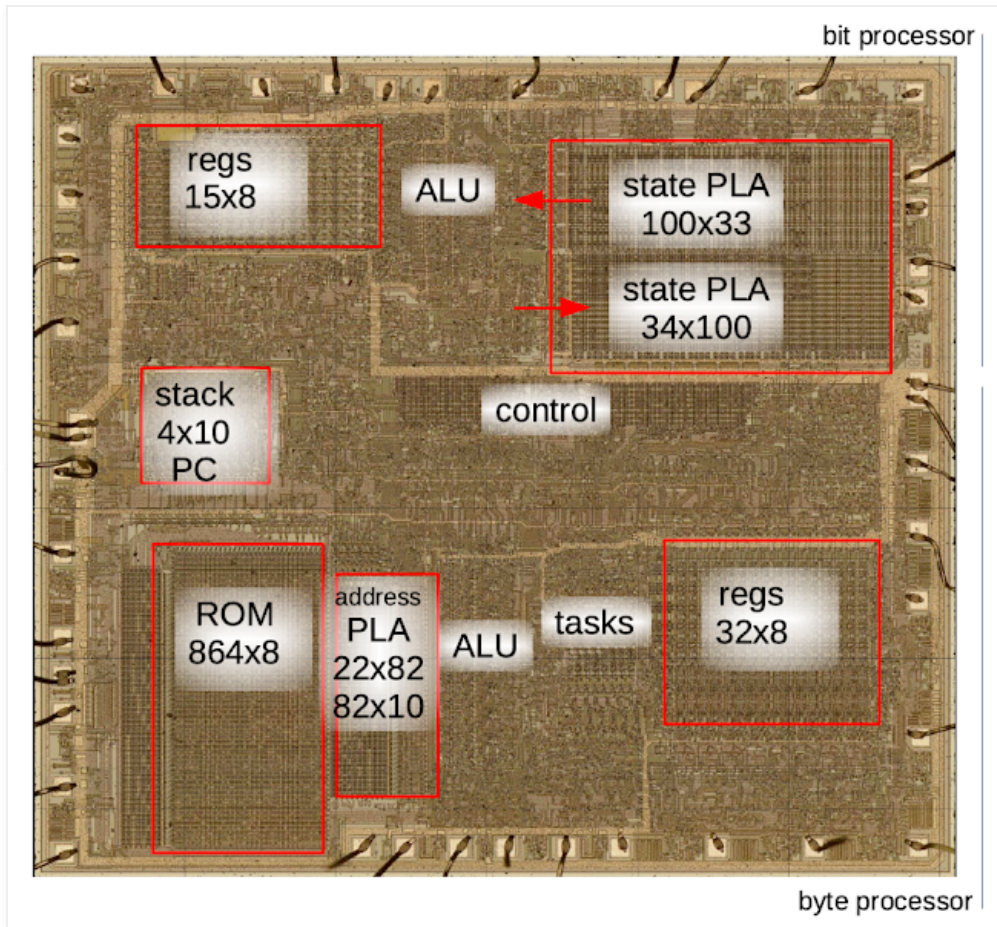 bit processor
regs
15x8
ALU
state PLA
100x33
state PLA
34x100
stack
4x10
PC
control
ROM
864x8
address
PLA
22x82
82x10
ALU
tasks
regs
32x8
byte processor